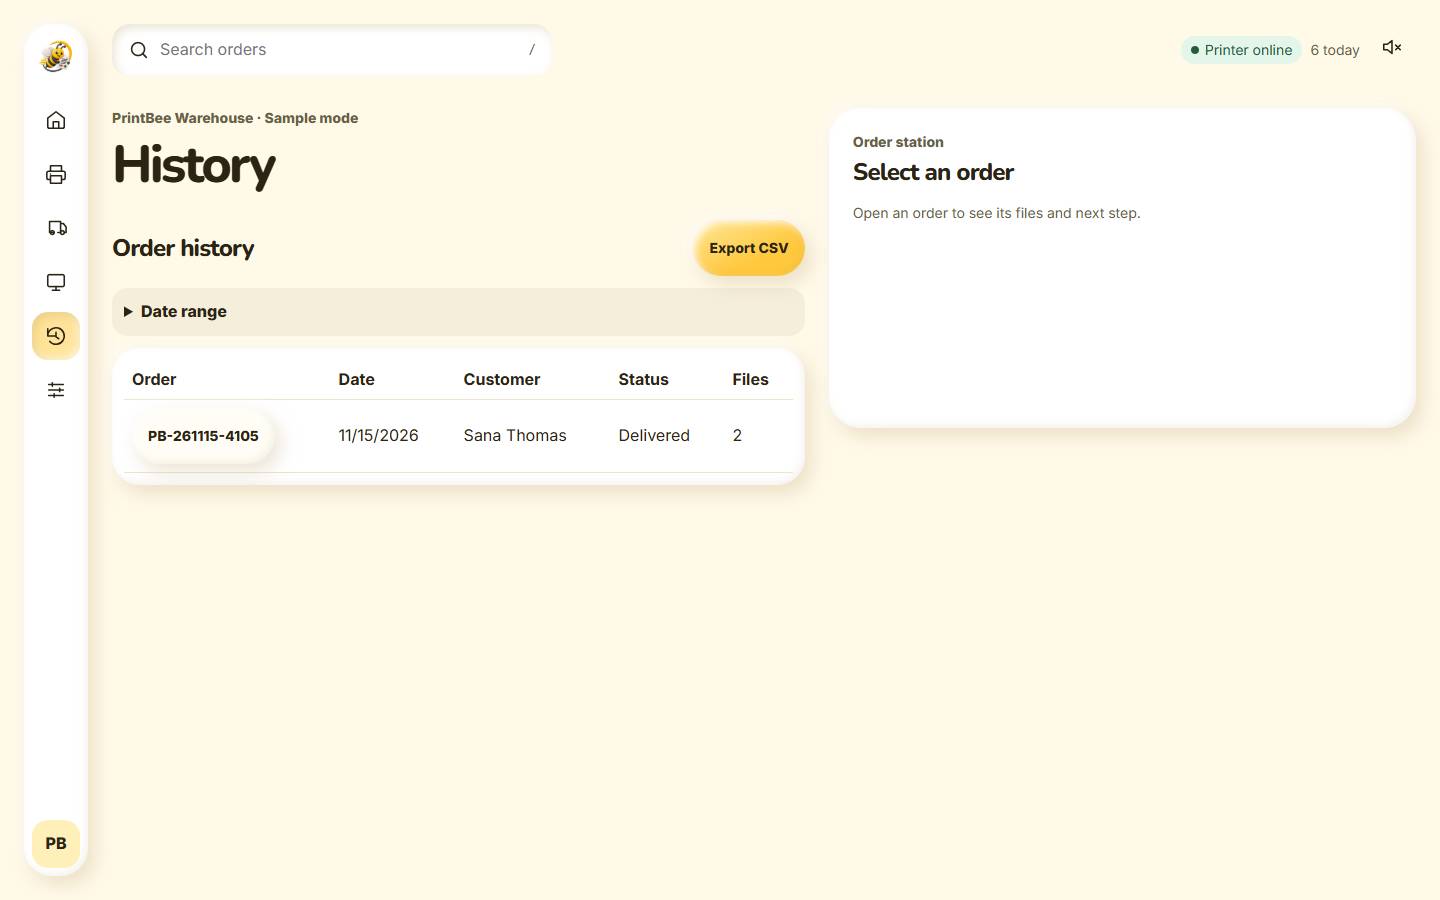 Search orders /
Printer online 6 today
PrintBee Warehouse · Sample mode
History
Order history
Export CSV
Date range
Order Date Customer Status Files
PB-261115-4105 11/15/2026 Sana Thomas Delivered 2
Order station
Select an order
Open an order to see its files and next step.
PB